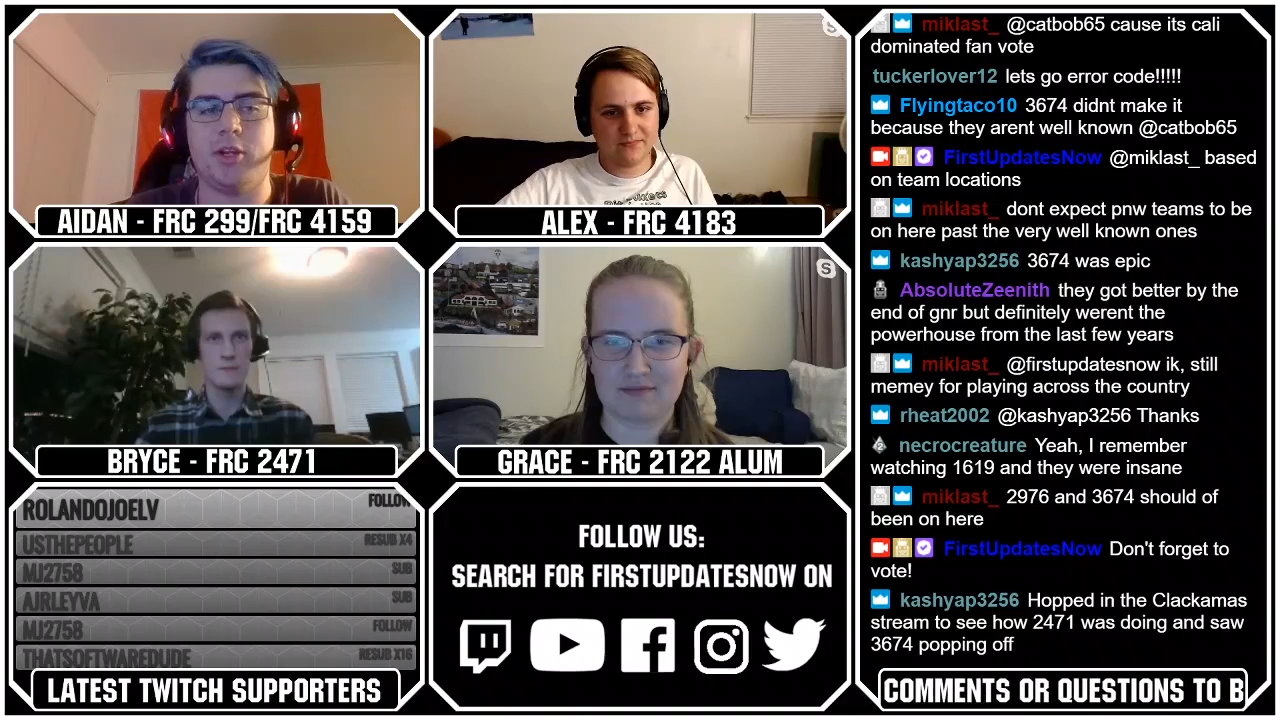 AIDAN - FRC 299/FRC 4159
ALEX - FRC 4183
BRYCE - FRC 2471
GRACE - FRC 2122 ALUM
ROLANDOJOELV FOLLOW
USTHEPEOPLE RESUB X4
MJ2758 SUB
AJRLEYVA SUB
MJ2758 FOLLOW
THATSOFTWAREDUDE RESUB X16
LATEST TWITCH SUPPORTERS
FOLLOW US:
SEARCH FOR FIRSTUPDATESNOW ON
miklast_ @catbob65 cause its cali
dominated fan vote
tuckerlover12 lets go error code!!!!!
Flyingtaco10 3674 didnt make it
because they arent well known @catbob65
FirstUpdatesNow @miklast_ based
on team locations
miklast_ dont expect pnw teams to be
on here past the very well known ones
kashyap3256 3674 was epic
AbsoluteZeenith they got better by the
end of gnr but definitely werent the
powerhouse from the last few years
miklast_ @firstupdatesnow ik, still
memey for playing across the country
rheat2002 @kashyap3256 Thanks
necrocreature Yeah, I remember
watching 1619 and they were insane
miklast_ 2976 and 3674 should of
been on here
FirstUpdatesNow Don't forget to
vote!
kashyap3256 Hopped in the Clackamas
stream to see how 2471 was doing and saw
3674 popping off
COMMENTS OR QUESTIONS TO B